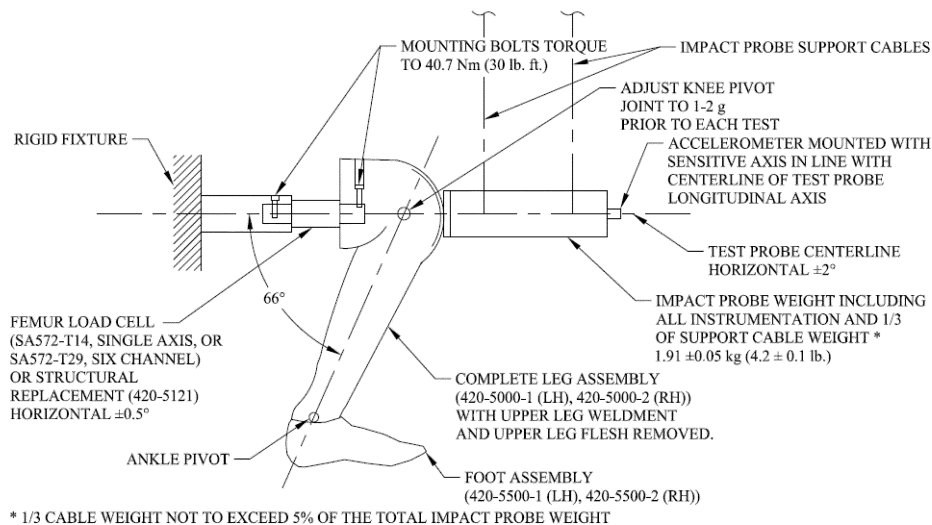 MOUNTING BOLTS TORQUE
TO 40.7 Nm (30 lb. ft.)
IMPACT PROBE SUPPORT CABLES
ADJUST KNEE PIVOT
JOINT TO 1-2 g
PRIOR TO EACH TEST
RIGID FIXTURE
ACCELEROMETER MOUNTED WITH
SENSITIVE AXIS IN LINE WITH
CENTERLINE OF TEST PROBE
LONGITUDINAL AXIS
TEST PROBE CENTERLINE
HORIZONTAL ±2°
66°
IMPACT PROBE WEIGHT INCLUDING
ALL INSTRUMENTATION AND 1/3
OF SUPPORT CABLE WEIGHT *
1.91 ±0.05 kg (4.2 ± 0.1 lb.)
FEMUR LOAD CELL
(SA572-T14, SINGLE AXIS, OR
SA572-T29, SIX CHANNEL)
OR STRUCTURAL
REPLACEMENT (420-5121)
HORIZONTAL ±0.5°
COMPLETE LEG ASSEMBLY
(420-5000-1 (LH), 420-5000-2 (RH))
WITH UPPER LEG WELDMENT
AND UPPER LEG FLESH REMOVED.
ANKLE PIVOT
FOOT ASSEMBLY
(420-5500-1 (LH), 420-5500-2 (RH))
* 1/3 CABLE WEIGHT NOT TO EXCEED 5% OF THE TOTAL IMPACT PROBE WEIGHT